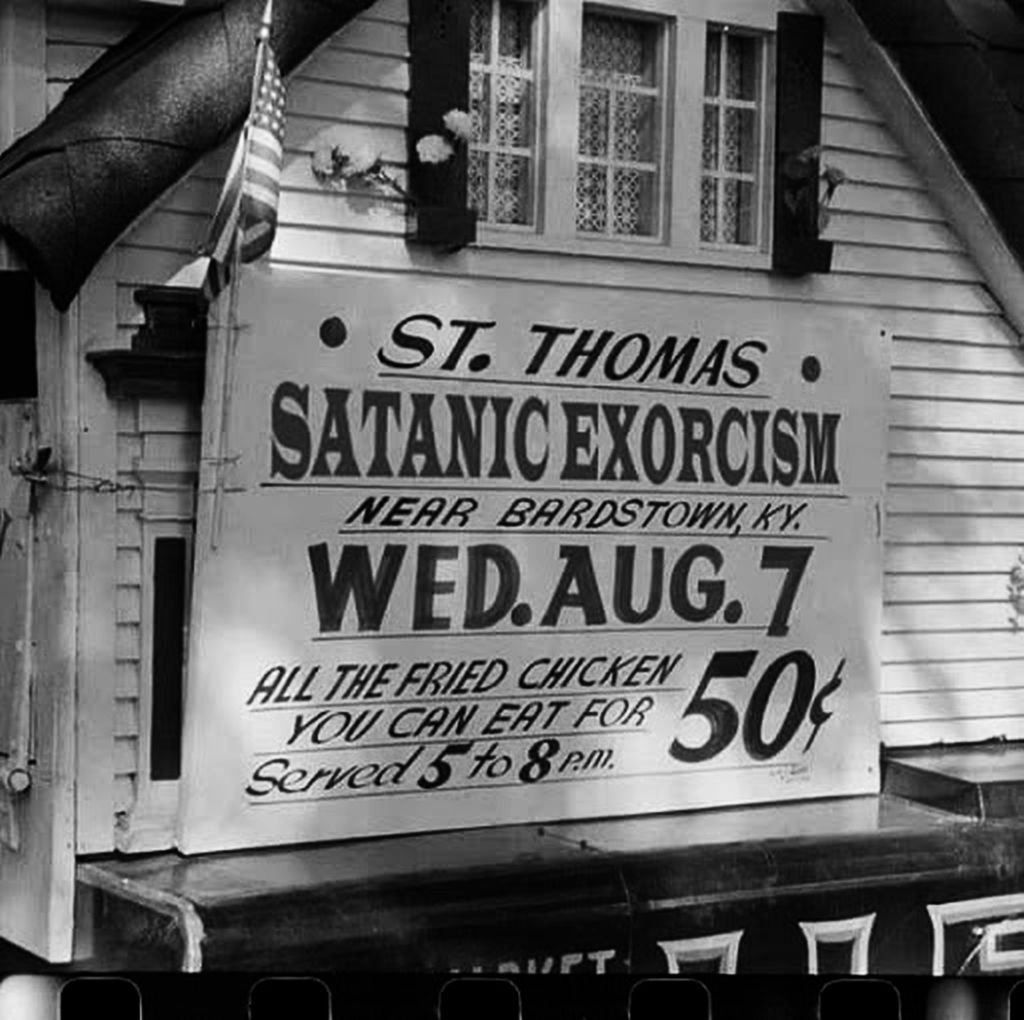 • ST. THOMAS •
SATANIC EXORCISM
NEAR BARDSTOWN, KY.
WED. AUG. 7
ALL THE FRIED CHICKEN
YOU CAN EAT FOR 50¢
Served 5 to 8 P.M.